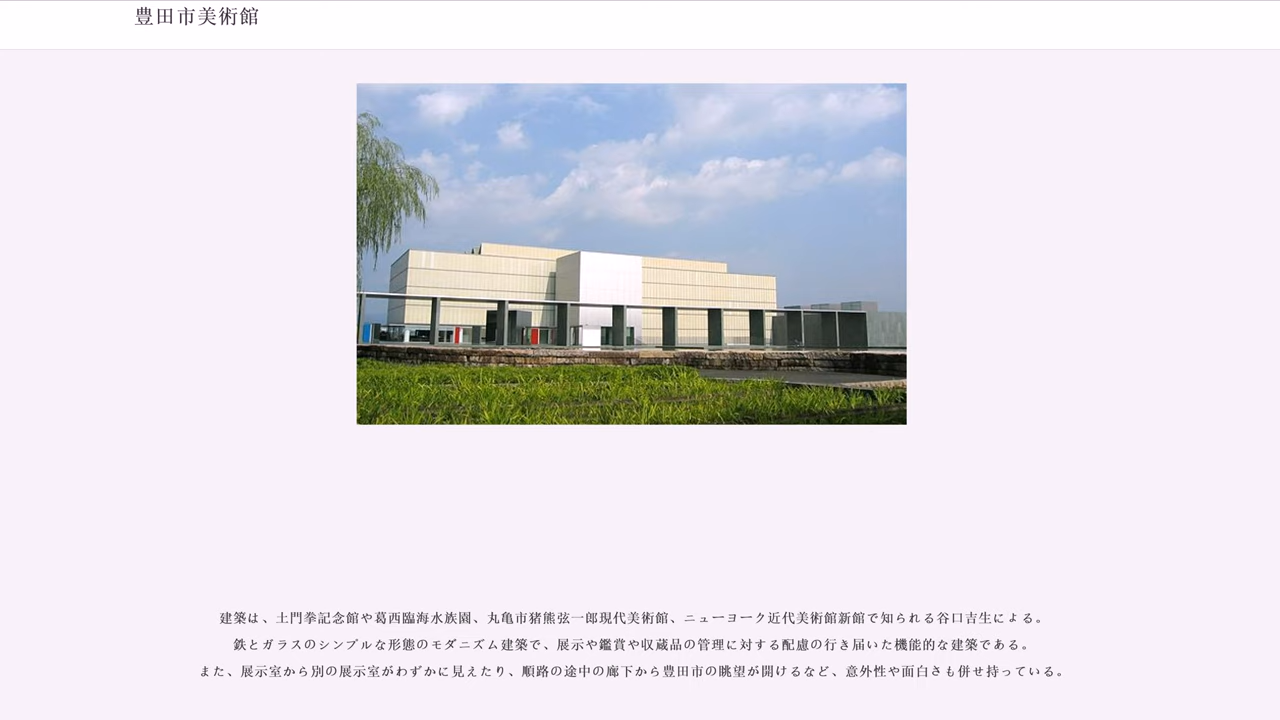 豊田市美術館
建築は、土門拳記念館や葛西臨海水族園、丸亀市猪熊弦一郎現代美術館、ニューヨーク近代美術館新館で知られる谷口吉生による。
鉄とガラスのシンプルな形態のモダニズム建築で、展示や鑑賞や収蔵品の管理に対する配慮の行き届いた機能的な建築である。
また、展示室から別の展示室がわずかに見えたり、順路の途中の廊下から豊田市の眺望が開けるなど、意外性や面白さも併せ持っている。